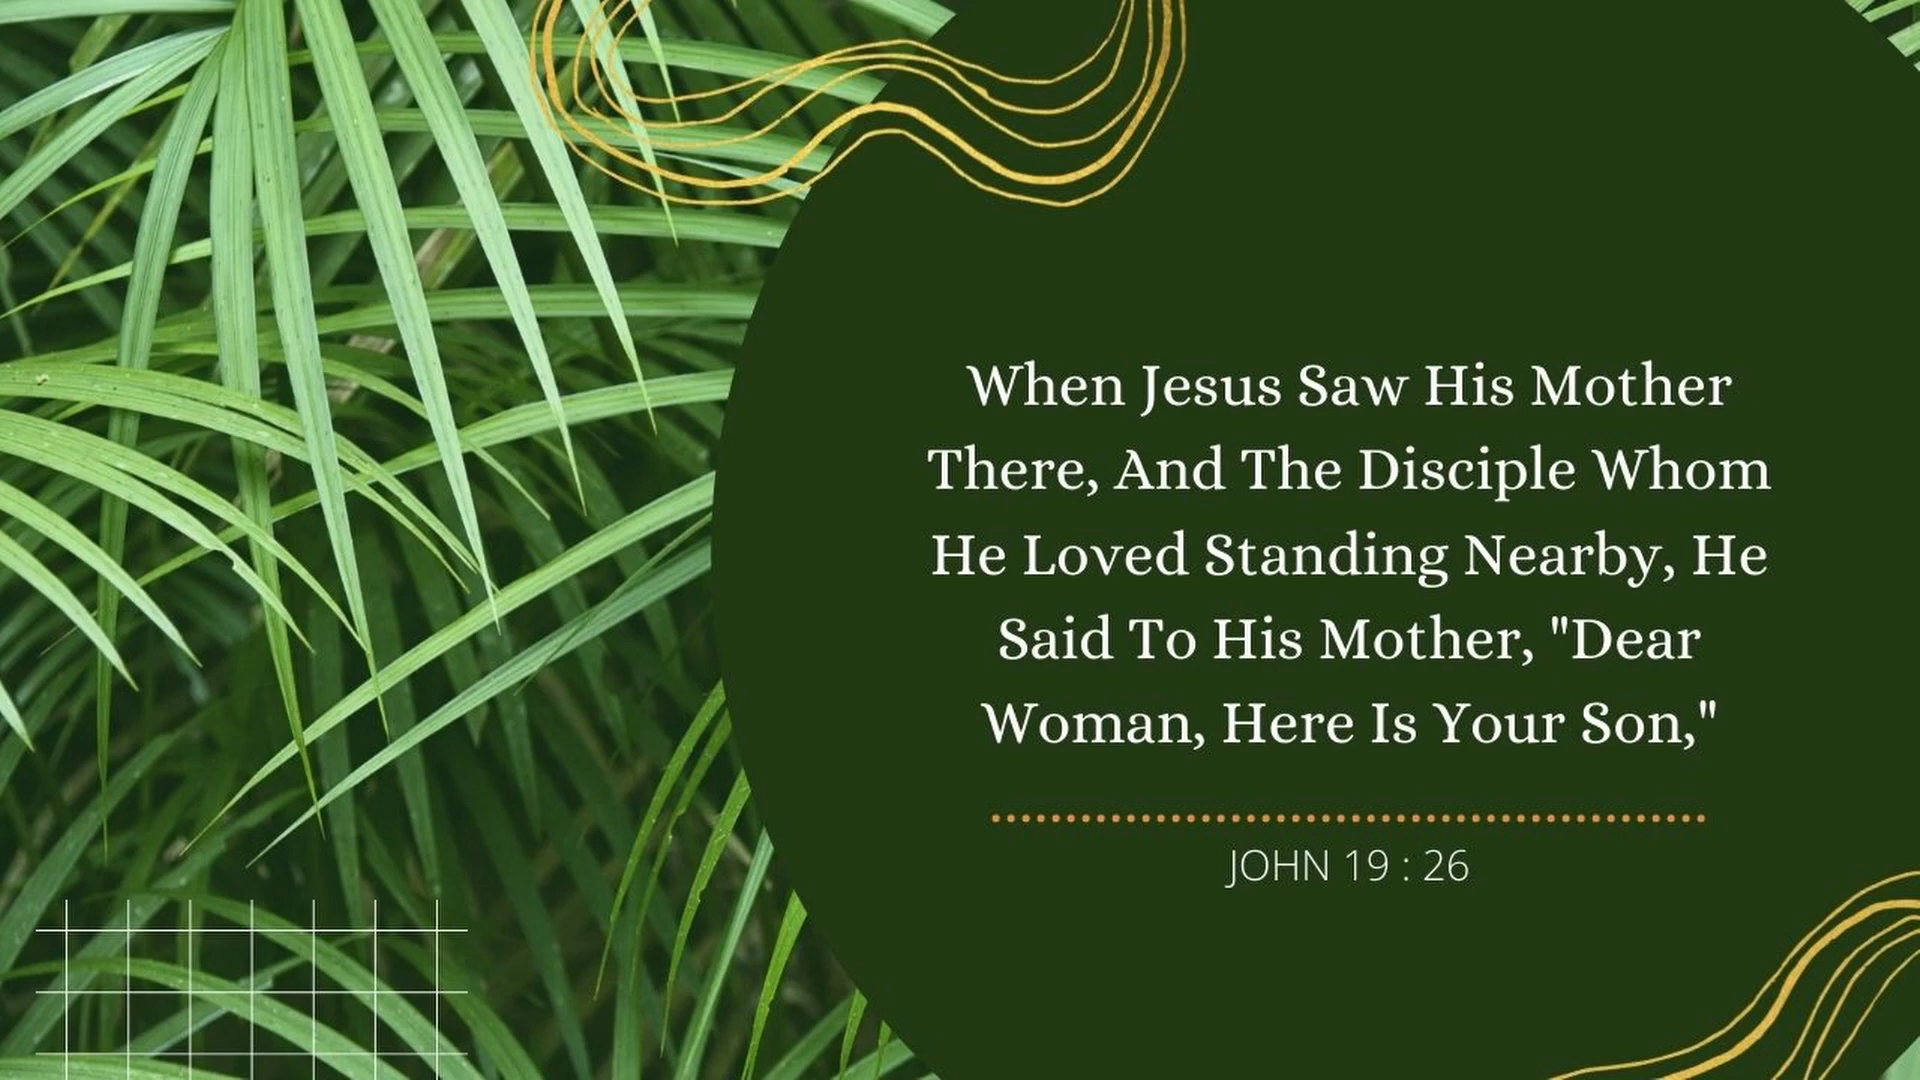 When Jesus Saw His Mother
There, And The Disciple Whom
He Loved Standing Nearby, He
Said To His Mother, "Dear
Woman, Here Is Your Son,"
JOHN 19 : 26